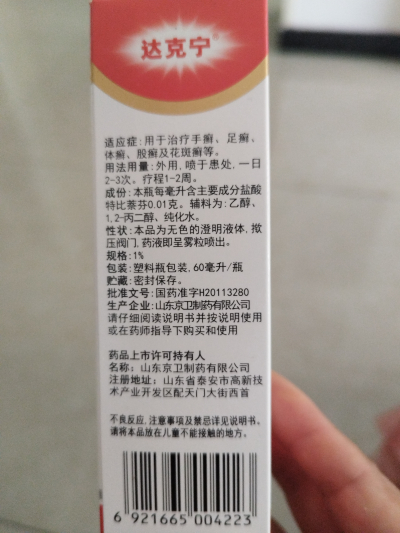 达克宁®
适应症:用于治疗手癣、足癣、
体癣、股癣及花斑癣等。
用法用量:外用,喷于患处,一日
2-3次。疗程1-2周。
成份:本瓶每毫升含主要成分盐酸
特比萘芬0.01克。辅料为:乙醇、
1,2-丙二醇、纯化水。
性状:本品为无色的澄明液体,揿
压阀门,药液即呈雾粒喷出。
规格:1%
包装:塑料瓶包装,60毫升/瓶
贮藏:密封保存。
批准文号:国药准字H20113280
生产企业:山东京卫制药有限公司
请仔细阅读说明书并按说明使用
或在药师指导下购买和使用
药品上市许可持有人
名称:山东京卫制药有限公司
注册地址:山东省泰安市高新技
术产业开发区配天门大街西首
不良反应,注意事项及禁忌详见说明书。
请将本品放在儿童不能接触的地方。
6 921665 004223